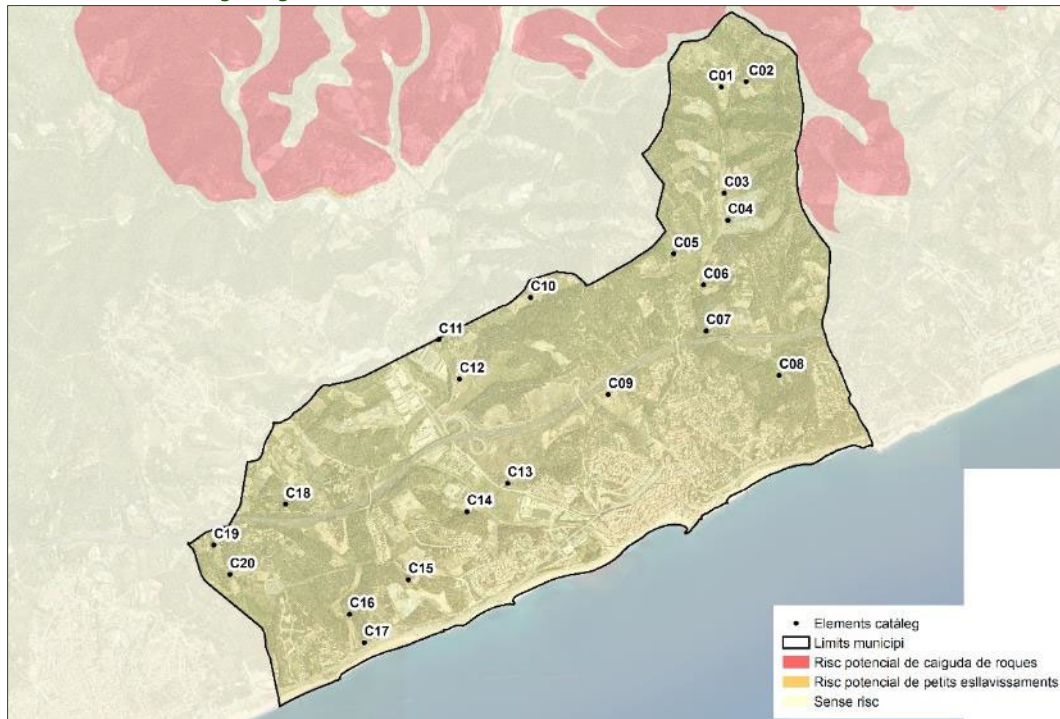 C01
C02
C03
C04
C05
C06
C10
C07
C11
C12
C08
C09
C13
C18
C14
C19
C20
C15
C16
C17
Elements catàleg
Límits municipi
Risc potencial de caiguda de roques
Risc potencial de petits esllavissaments
Sense risc